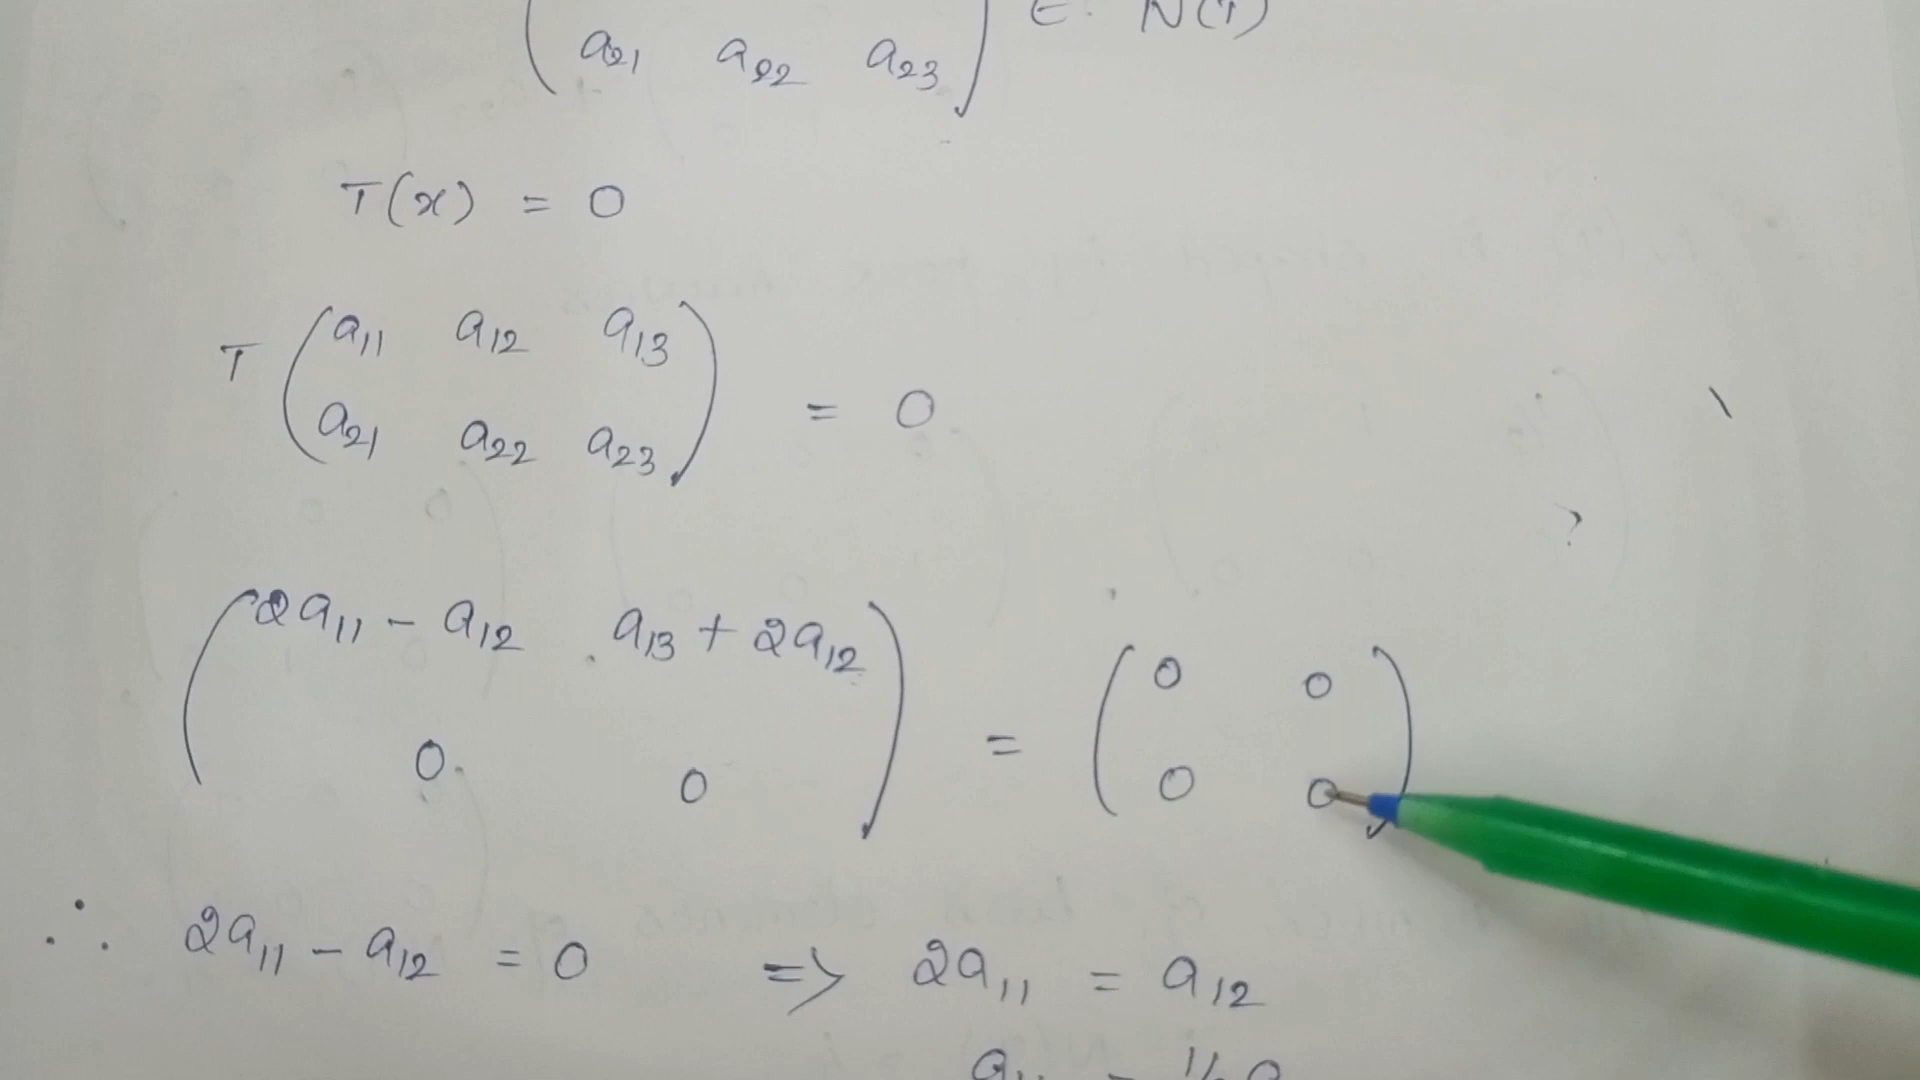 ( a21 a22 a23 ) ∈ N(T)
T(x) = 0
T ( a11 a12 a13
a21 a22 a23 ) = 0
( 2a11 - a12 a13 + 2a12
0 0 ) = ( 0 0
0 0 )
∴ 2a11 - a12 = 0 => 2a11 = a12